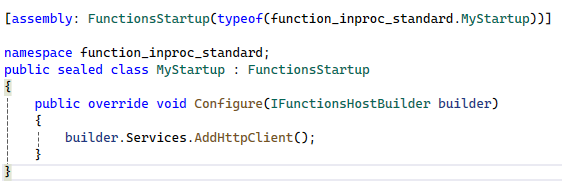 [assembly: FunctionsStartup(typeof(function_inproc_standard.MyStartup))]
namespace function_inproc_standard;
public sealed class MyStartup : FunctionsStartup
{
public override void Configure(IFunctionsHostBuilder builder)
{
builder.Services.AddHttpClient();
}
}